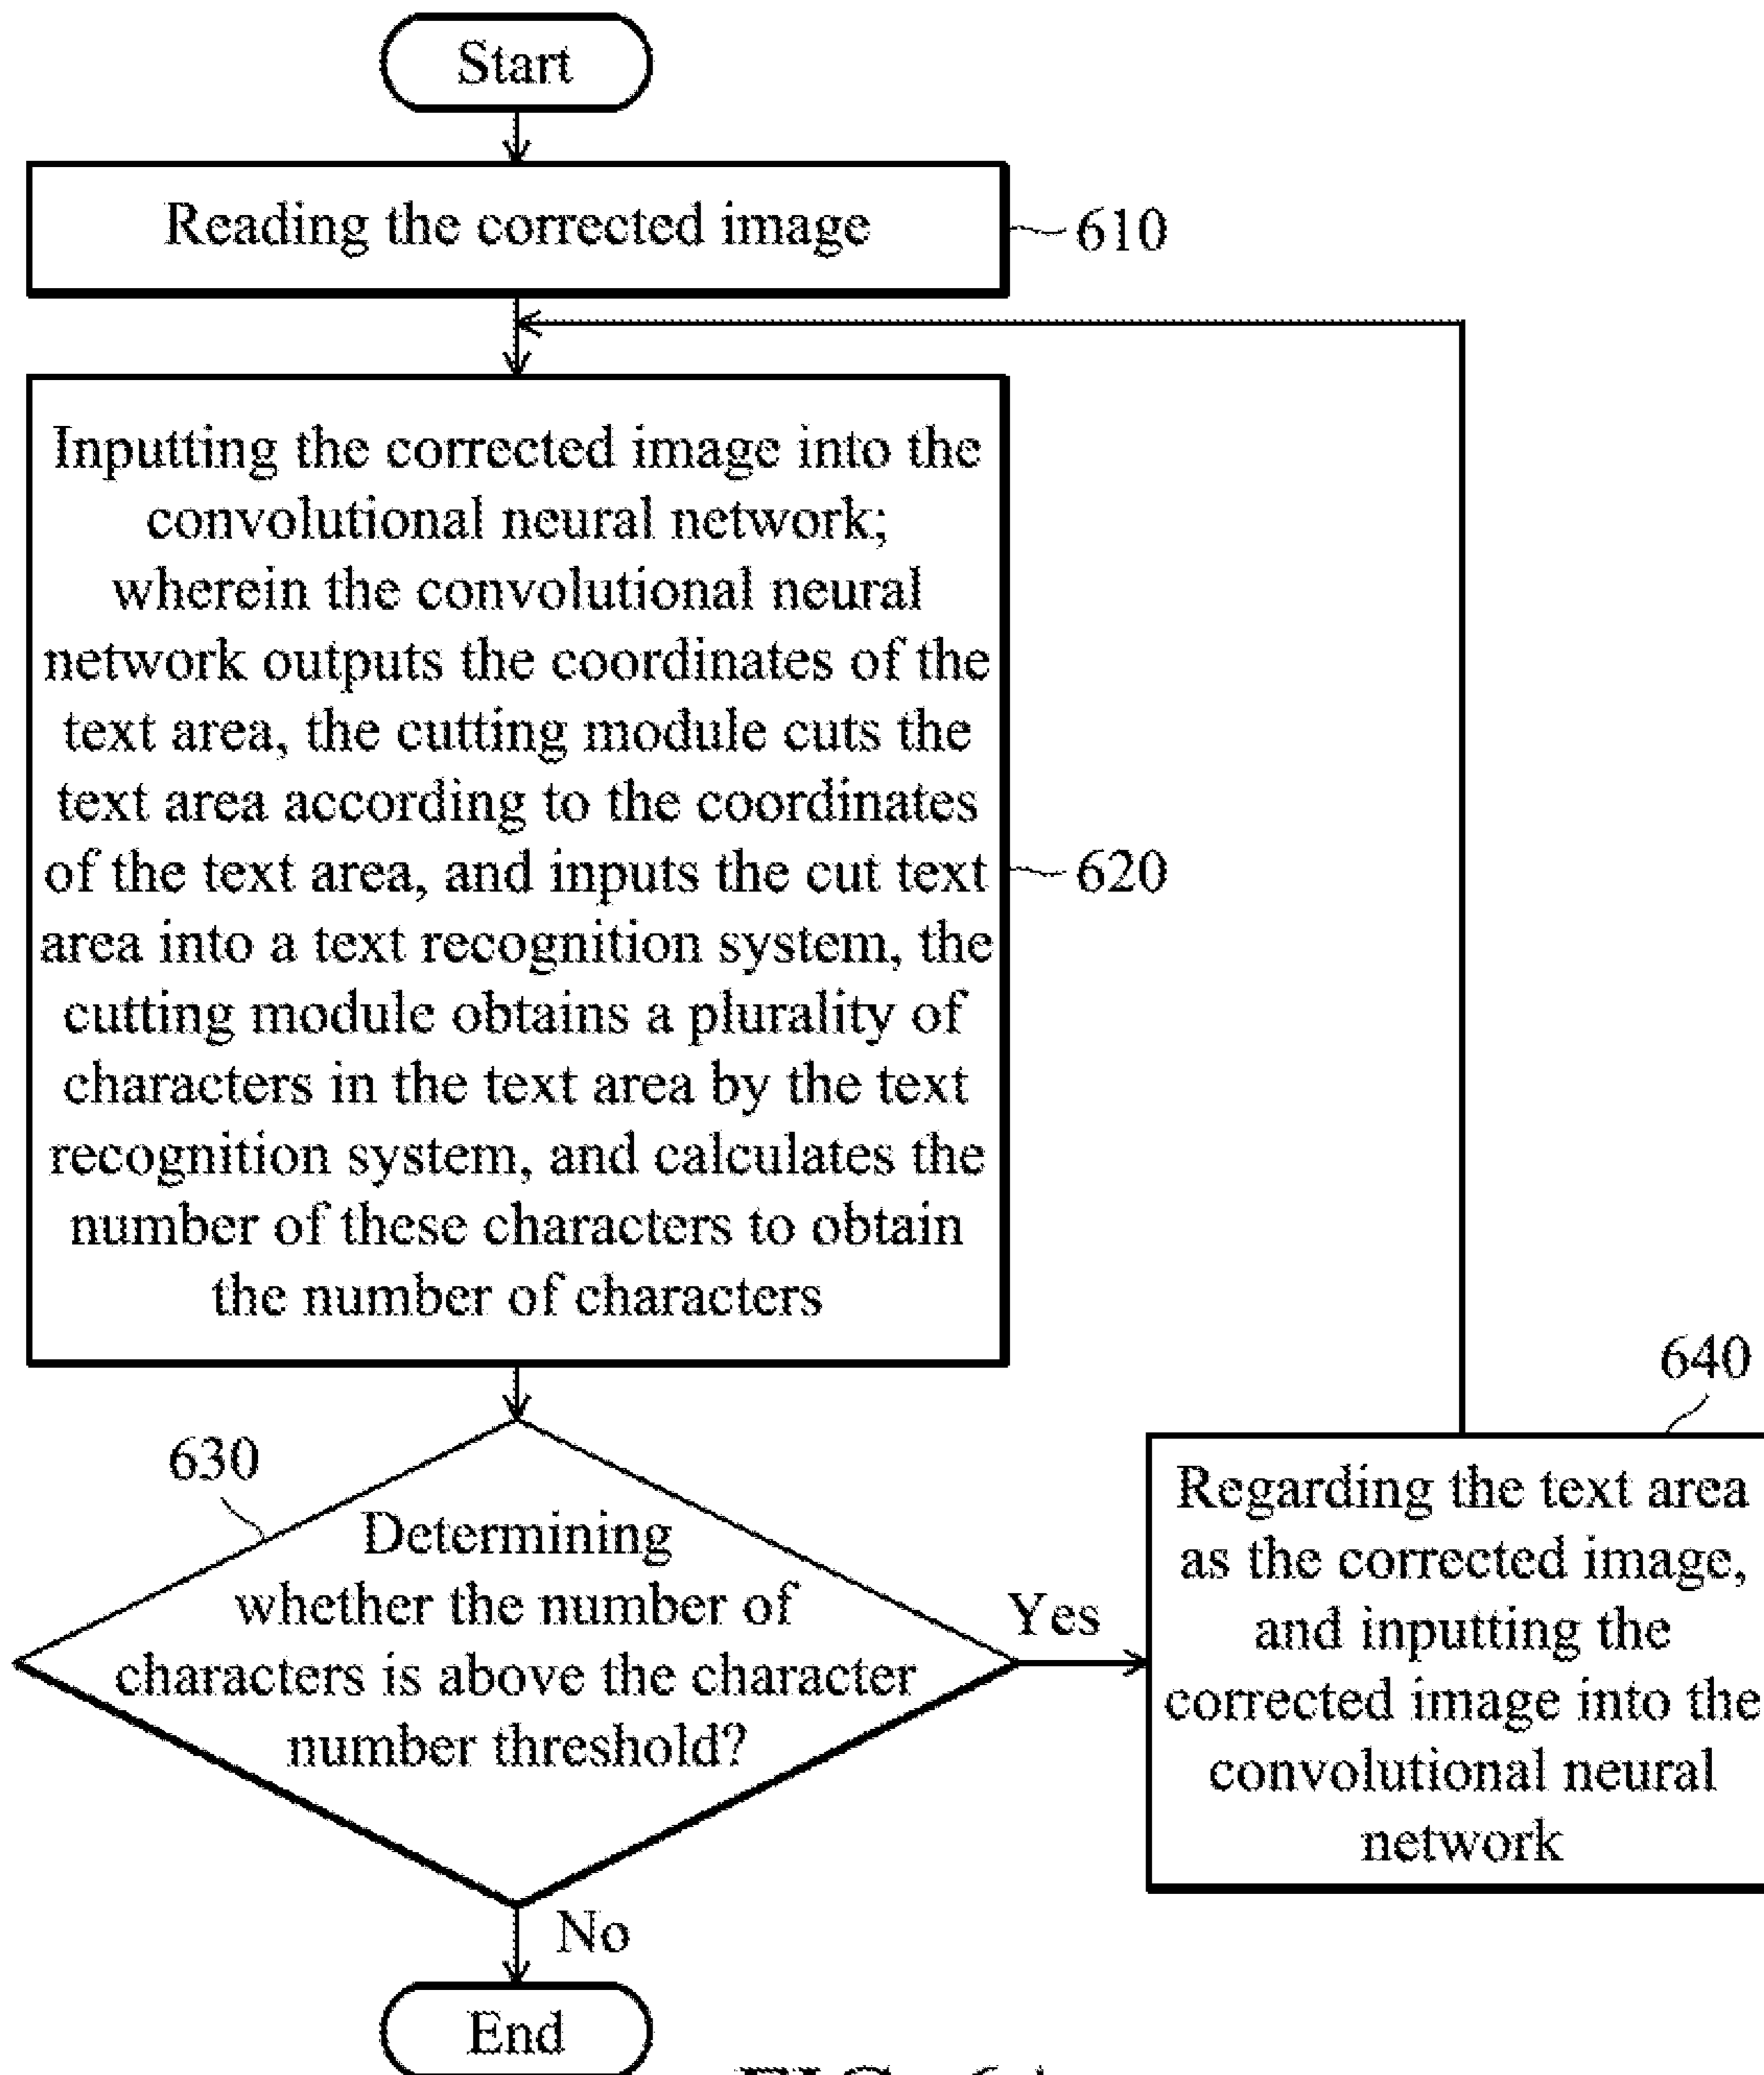 Start
Reading the corrected image
610
Inputting the corrected image into the
convolutional neural network;
wherein the convolutional neural
network outputs the coordinates of the
text area, the cutting module cuts the
text area according to the coordinates
of the text area, and inputs the cut text
area into a text recognition system, the
cutting module obtains a plurality of
characters in the text area by the text
recognition system, and calculates the
number of these characters to obtain
the number of characters
620
630
Determining
whether the number of
characters is above the character
number threshold?
Yes
640
Regarding the text area
as the corrected image,
and inputting the
corrected image into the
convolutional neural
network
No
End